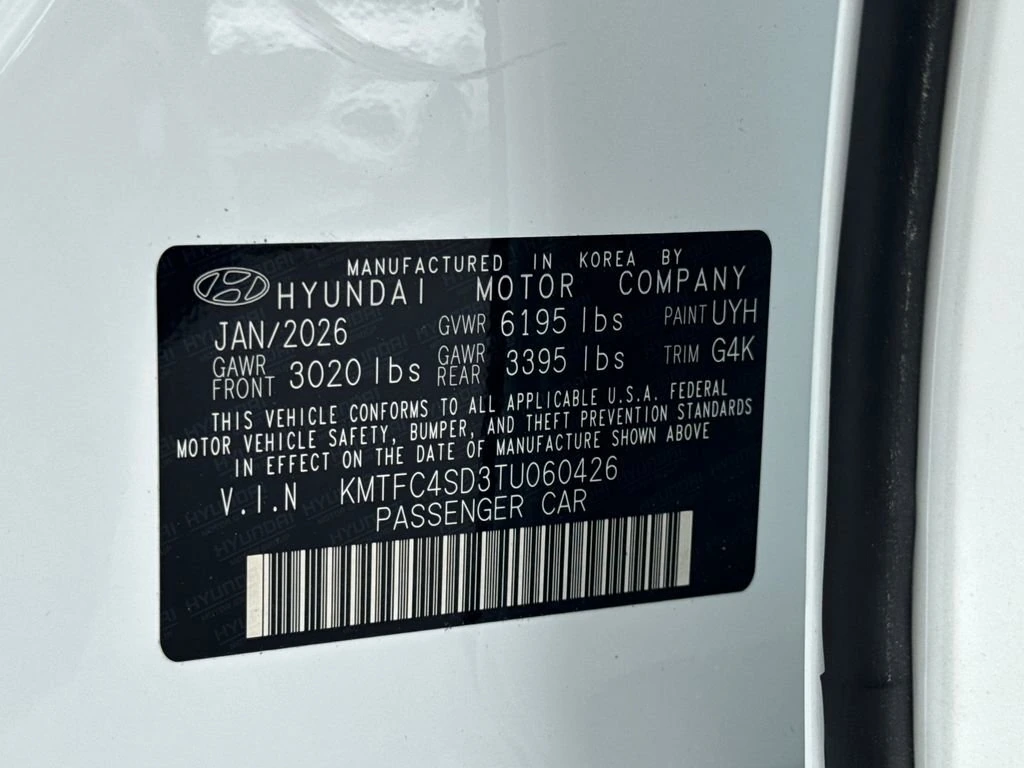 MANUFACTURED IN KOREA BY
HYUNDAI MOTOR COMPANY
JAN/2026 GVWR 6195 lbs PAINT UYH
GAWR FRONT 3020 lbs GAWR REAR 3395 lbs TRIM G4K
THIS VEHICLE CONFORMS TO ALL APPLICABLE U.S.A. FEDERAL
MOTOR VEHICLE SAFETY, BUMPER, AND THEFT PREVENTION STANDARDS
IN EFFECT ON THE DATE OF MANUFACTURE SHOWN ABOVE
V.I.N KMTFC4SD3TU060426
PASSENGER CAR